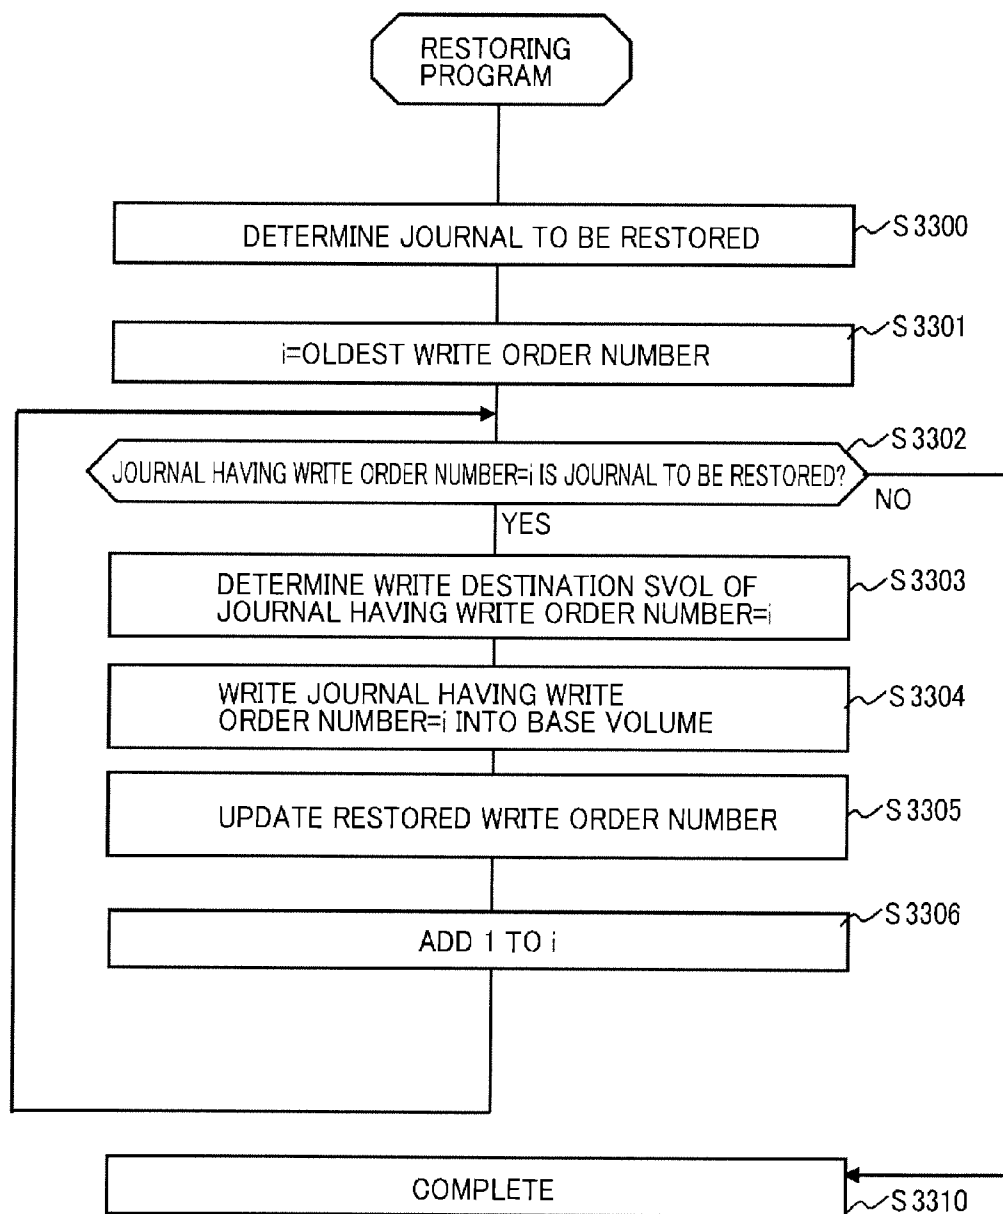 RESTORING
PROGRAM
DETERMINE JOURNAL TO BE RESTORED
S3300
i=OLDEST WRITE ORDER NUMBER
S3301
JOURNAL HAVING WRITE ORDER NUMBER=i IS JOURNAL TO BE RESTORED?
S3302
NO
YES
DETERMINE WRITE DESTINATION SVOL OF
JOURNAL HAVING WRITE ORDER NUMBER=i
S3303
WRITE JOURNAL HAVING WRITE
ORDER NUMBER=i INTO BASE VOLUME
S3304
UPDATE RESTORED WRITE ORDER NUMBER
S3305
ADD 1 TO i
S3306
COMPLETE
S3310